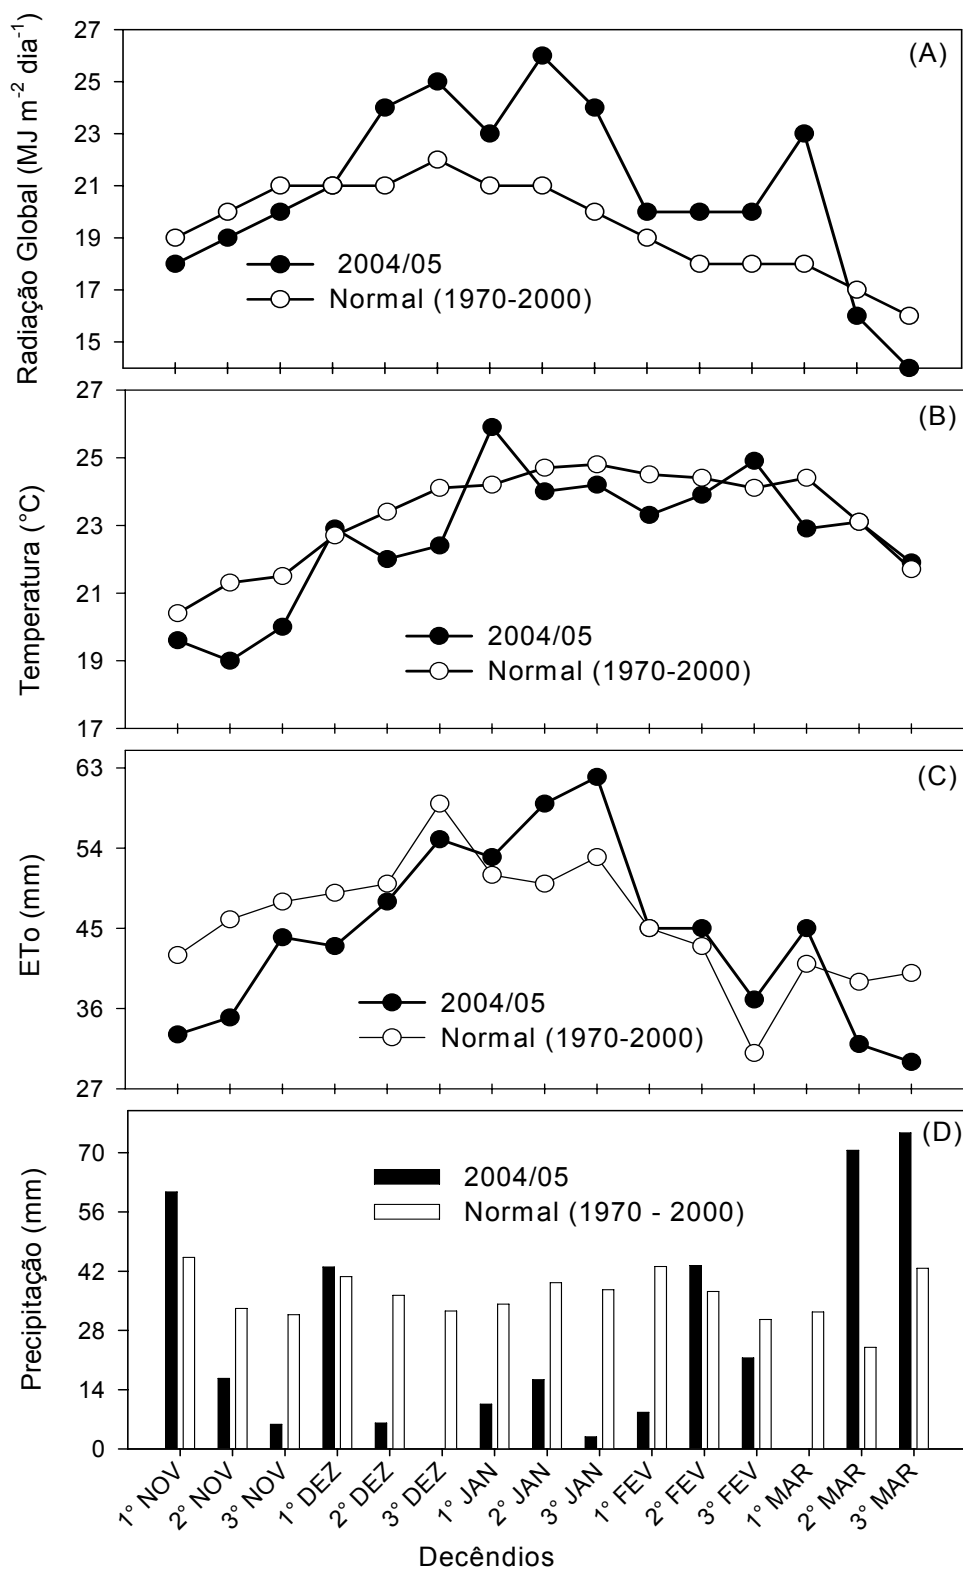 27
25
23
21
19
17
15
Radiação Global (MJ m⁻² dia⁻¹)
(A)
2004/05
Normal (1970-2000)
27
25
23
21
19
17
Temperatura (°C)
(B)
2004/05
Normal (1970-2000)
63
54
45
36
27
ETo (mm)
(C)
2004/05
Normal (1970-2000)
70
56
42
28
14
0
Precipitação (mm)
(D)
2004/05
Normal (1970 - 2000)
1° NOV
2° NOV
3° NOV
1° DEZ
2° DEZ
3° DEZ
1° JAN
2° JAN
3° JAN
1° FEV
2° FEV
3° FEV
1° MAR
2° MAR
3° MAR
Decêndios